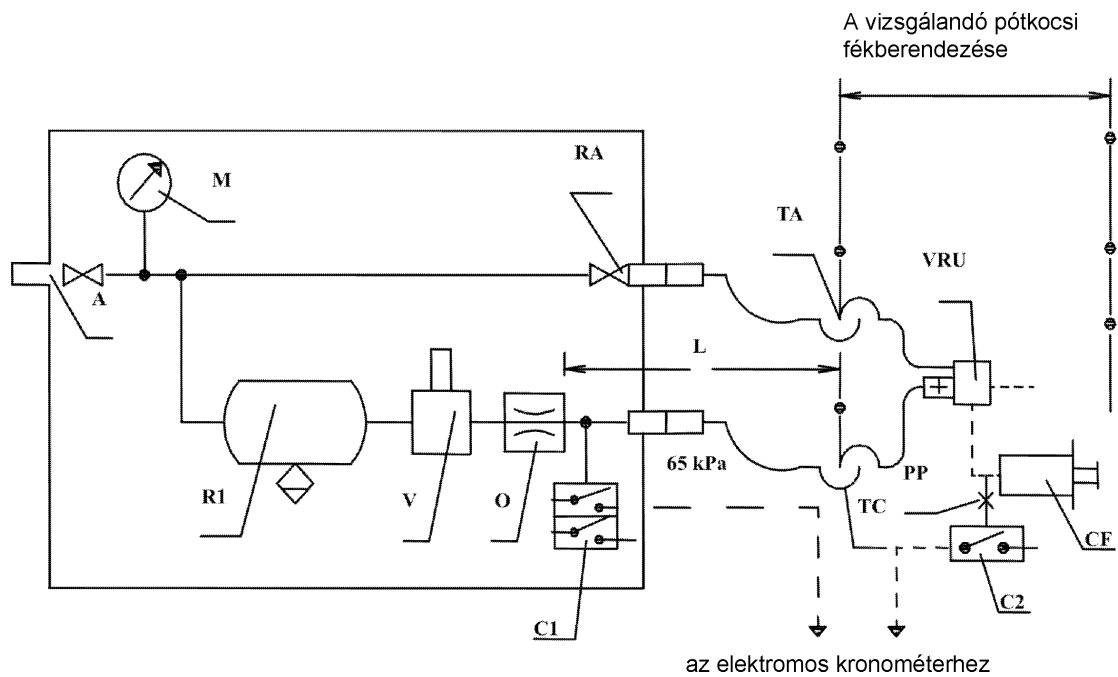 A vizsgálandó pótkocsi
fékberendezése
M
RA
TA
VRU
A
L
R1
V
O
65 kPa
PP
TC
CF
C1
C2
az elektromos kronométerhez